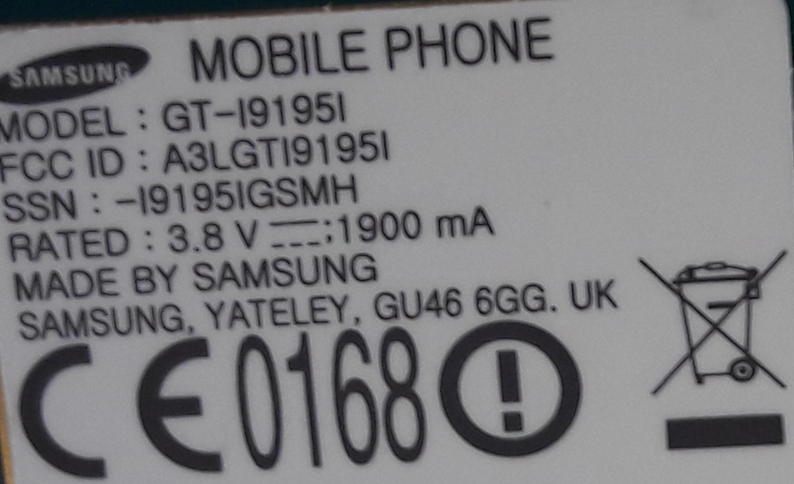 SAMSUNG MOBILE PHONE
MODEL : GT-I9195I
FCC ID : A3LGTI9195I
SSN : -I9195IGSMH
RATED : 3.8 V ⎓;1900 mA
MADE BY SAMSUNG
SAMSUNG, YATELEY, GU46 6GG. UK
CE0168